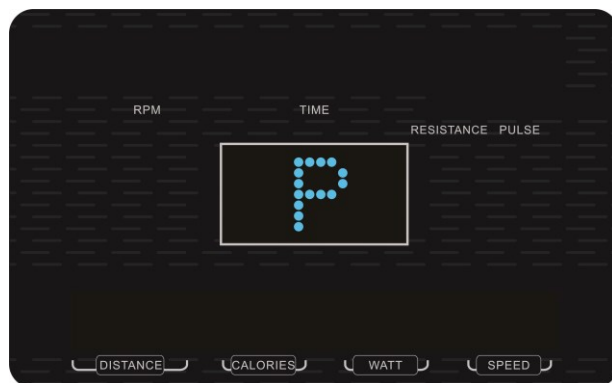 RPM TIME
RESISTANCE PULSE
P
DISTANCE CALORIES WATT SPEED